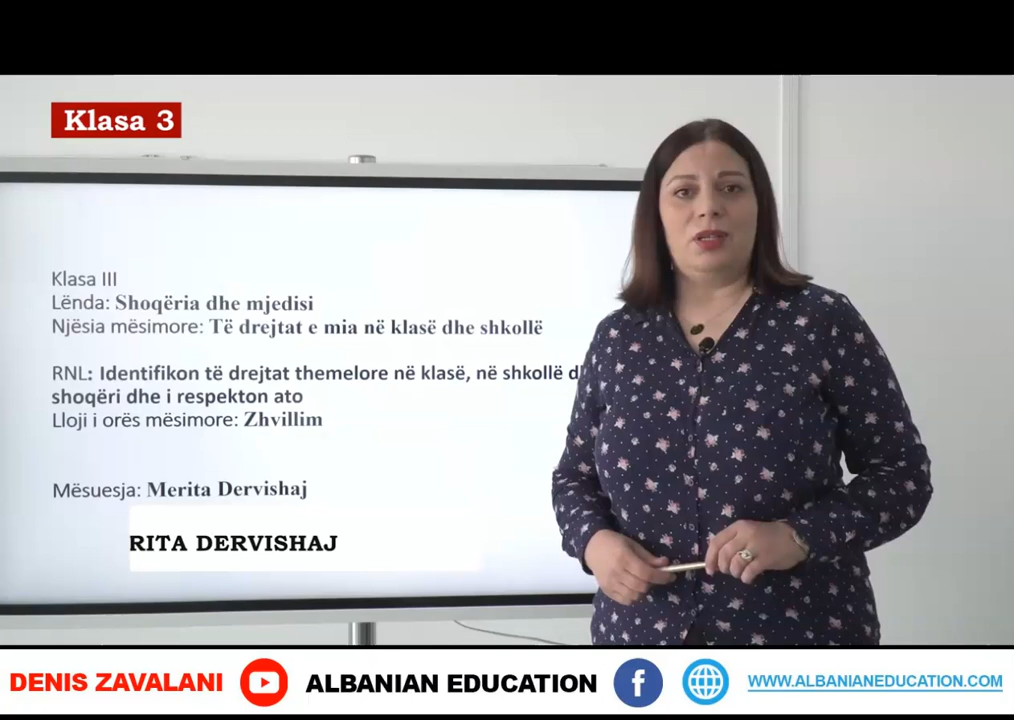 Klasa 3
Klasa III
Lënda: Shoqëria dhe mjedisi
Njësia mësimore: Të drejtat e mia në klasë dhe shkollë
RNL: Identifikon të drejtat themelore në klasë, në shkollë
shoqëri dhe i respekton ato
Lloji i orës mësimore: Zhvillim
Mësuesja: Merita Dervishaj
RITA DERVISHAJ
DENIS ZAVALANI ALBANIAN EDUCATION f WWW.ALBANIANEDUCATION.COM